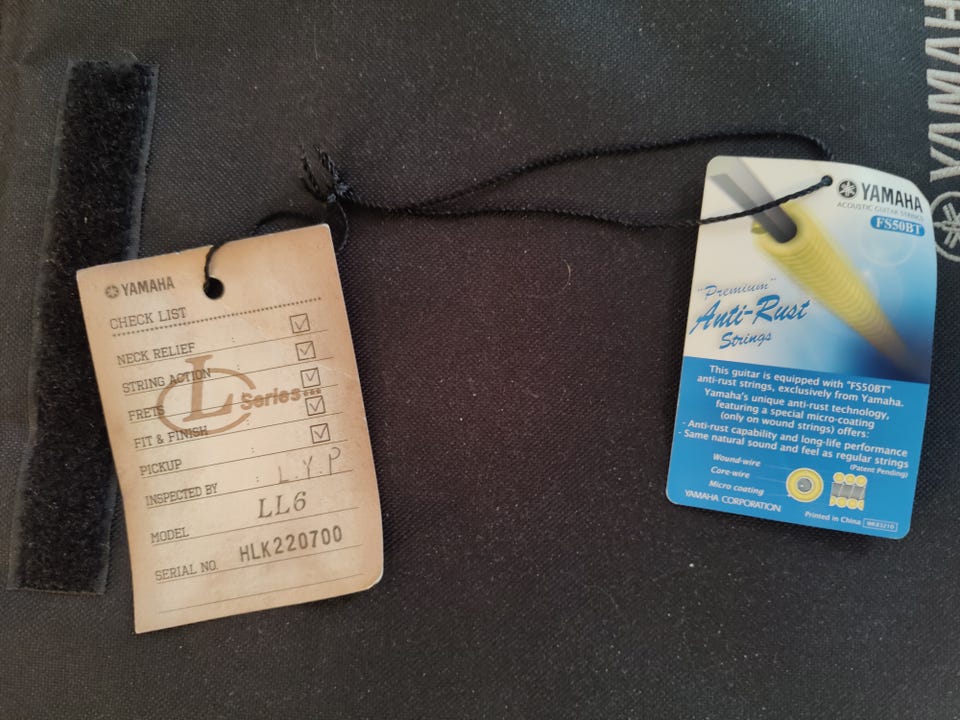 YAMAHA
CHECK LIST
NECK RELIEF
STRING ACTION
FRETS
FIT & FINISH
PICKUP
INSPECTED BY : L.Y.P
MODEL LL6
SERIAL NO. HLK220700
L Series...
YAMAHA
ACOUSTIC GUITAR STRINGS
FS50BT
"Premium"
Anti-Rust
Strings
This guitar is equipped with "FS50BT"
anti-rust strings, exclusively from Yamaha.
Yamaha's unique anti-rust technology,
featuring a special micro-coating
(only on wound strings) offers:
- Anti-rust capability and long-life performance
- Same natural sound and feel as regular strings
(Patent Pending)
Wound-wire
Core-wire
Micro coating
YAMAHA CORPORATION
Printed in China
YAMAHA